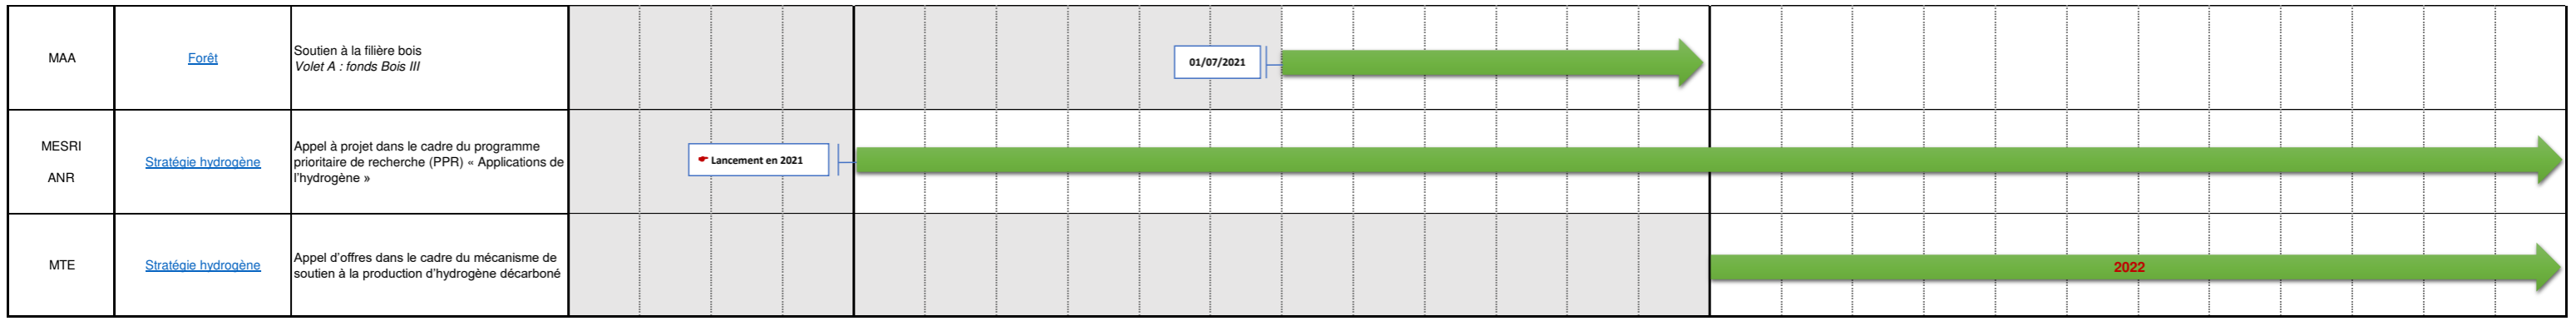 MAA
Forêt
Soutien à la filière bois
Volet A : fonds Bois III
01/07/2021
MESRI
ANR
Stratégie hydrogène
Appel à projet dans le cadre du programme
prioritaire de recherche (PPR) « Applications de
l'hydrogène »
☛ Lancement en 2021
MTE
Stratégie hydrogène
Appel d'offres dans le cadre du mécanisme de
soutien à la production d'hydrogène décarboné
2022